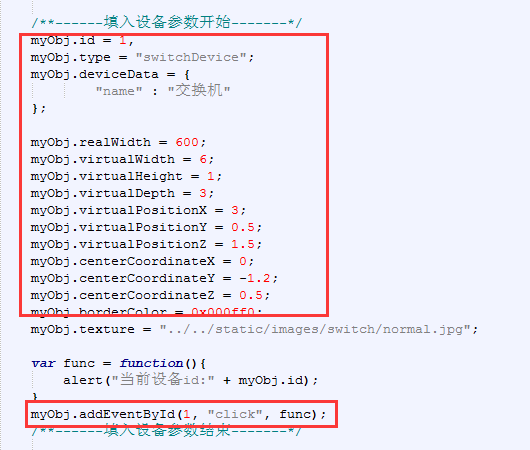 /**------填入设备参数开始-------*/
myObj.id = 1,
myObj.type = "switchDevice";
myObj.deviceData = {
"name" : "交换机"
};
myObj.realWidth = 600;
myObj.virtualWidth = 6;
myObj.virtualHeight = 1;
myObj.virtualDepth = 3;
myObj.virtualPositionX = 3;
myObj.virtualPositionY = 0.5;
myObj.virtualPositionZ = 1.5;
myObj.centerCoordinateX = 0;
myObj.centerCoordinateY = -1.2;
myObj.centerCoordinateZ = 0.5;
myObj.borderColor = 0x000ff0;
myObj.texture = "../../static/images/switch/normal.jpg";
var func = function(){
alert("当前设备id:" + myObj.id);
}
myObj.addEventById(1, "click", func);
/**------填入设备参数结束-------*/